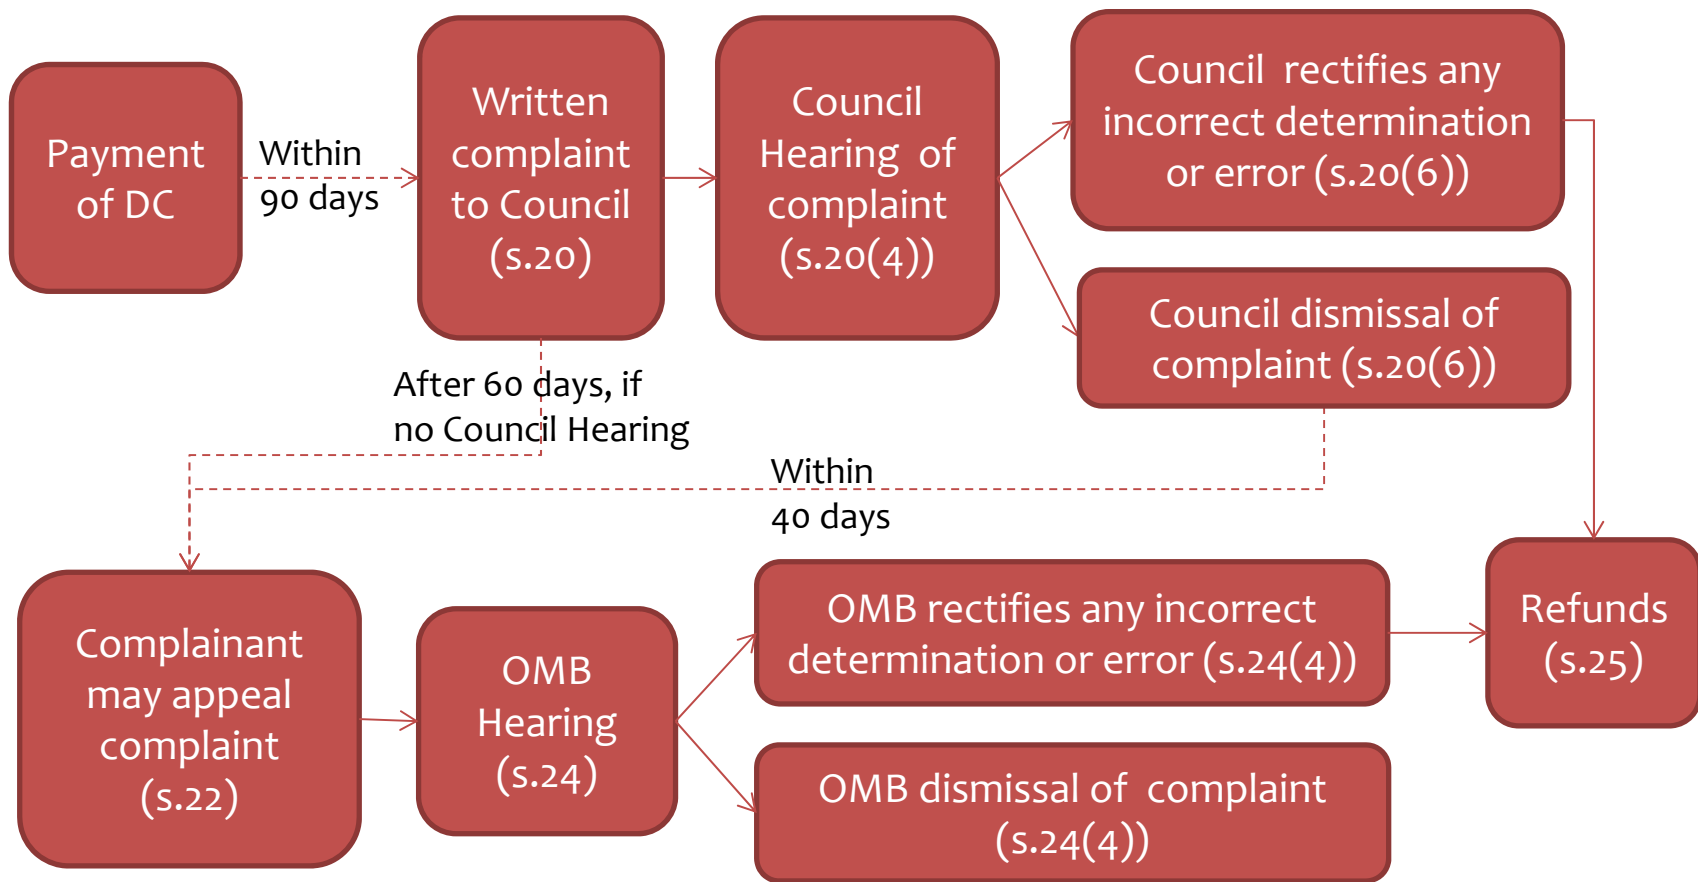 Payment
of DC
Within
90 days
Written
complaint
to Council
(s.20)
Council
Hearing of
complaint
(s.20(4))
Council rectifies any
incorrect determination
or error (s.20(6))
Council dismissal of
complaint (s.20(6))
After 60 days, if
no Council Hearing
Within
40 days
Complainant
may appeal
complaint
(s.22)
OMB
Hearing
(s.24)
OMB rectifies any incorrect
determination or error (s.24(4))
OMB dismissal of complaint
(s.24(4))
Refunds
(s.25)